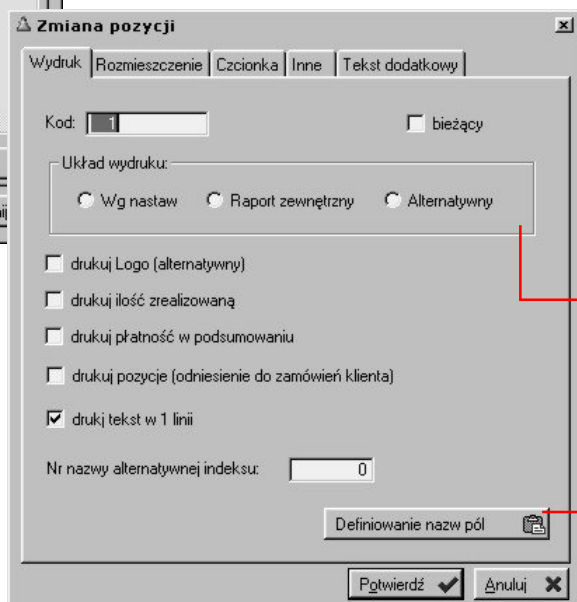 Zmiana pozycji
Wydruk Rozmieszczenie Czcionka Inne Tekst dodatkowy
Kod: 1 bieżący
Układ wydruku:
Wg nastaw Raport zewnętrzny Alternatywny
drukuj Logo (alternatywny)
drukuj ilość zrealizowaną
drukuj płatność w podsumowaniu
drukuj pozycje (odniesienie do zamówień klienta)
drukj tekst w 1 linii
Nr nazwy alternatywnej indeksu: 0
Definiowanie nazw pól
Potwierdź Anuluj